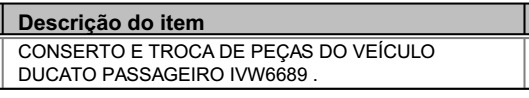 Descrição do item
CONSERTO E TROCA DE PEÇAS DO VEÍCULO
DUCATO PASSAGEIRO IVW6689 .